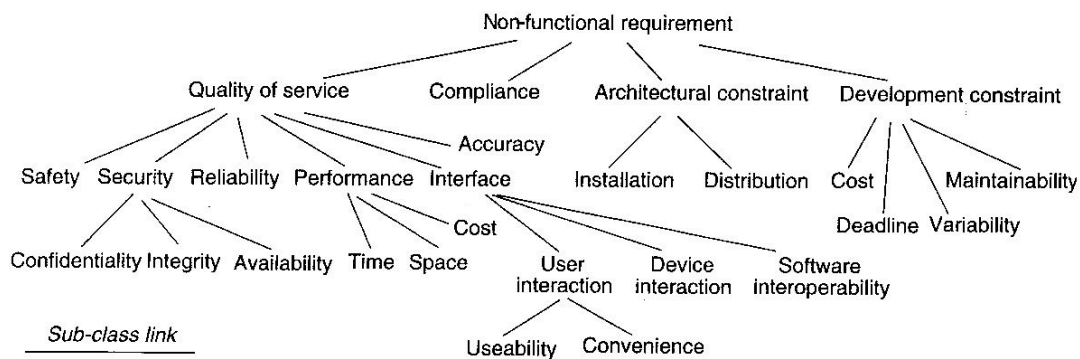 Non-functional requirement
Quality of service Compliance Architectural constraint Development constraint
Accuracy
Safety Security Reliability Performance Interface Installation Distribution Cost Maintainability
Cost Deadline Variability
Confidentiality Integrity Availability Time Space User interaction Device interaction Software interoperability
Sub-class link
Useability Convenience